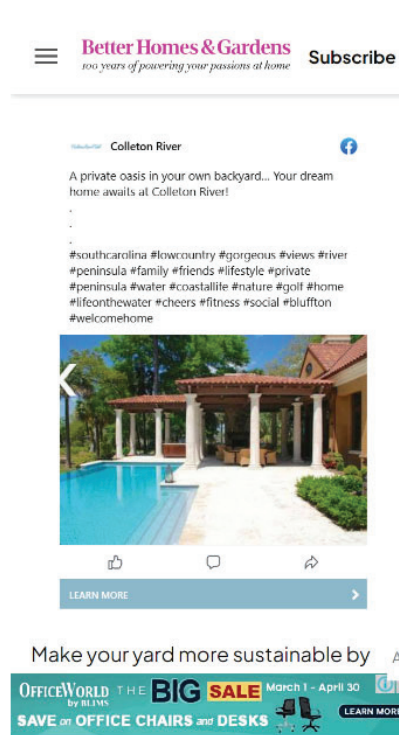 Better Homes & Gardens
100 years of powering your passions at home
Subscribe
Colleton River
A private oasis in your own backyard... Your dream
home awaits at Colleton River!
.
.
.
#southcarolina #lowcountry #gorgeous #views #river
#peninsula #family #friends #lifestyle #private
#peninsula #water #coastallife #nature #golf #home
#lifeonthewater #cheers #fitness #social #bluffton
#welcomehome
LEARN MORE
Make your yard more sustainable by
OFFICEWORLD THE BIG SALE March 1 - April 30
by BLIMS
SAVE on OFFICE CHAIRS and DESKS
LEARN MORE